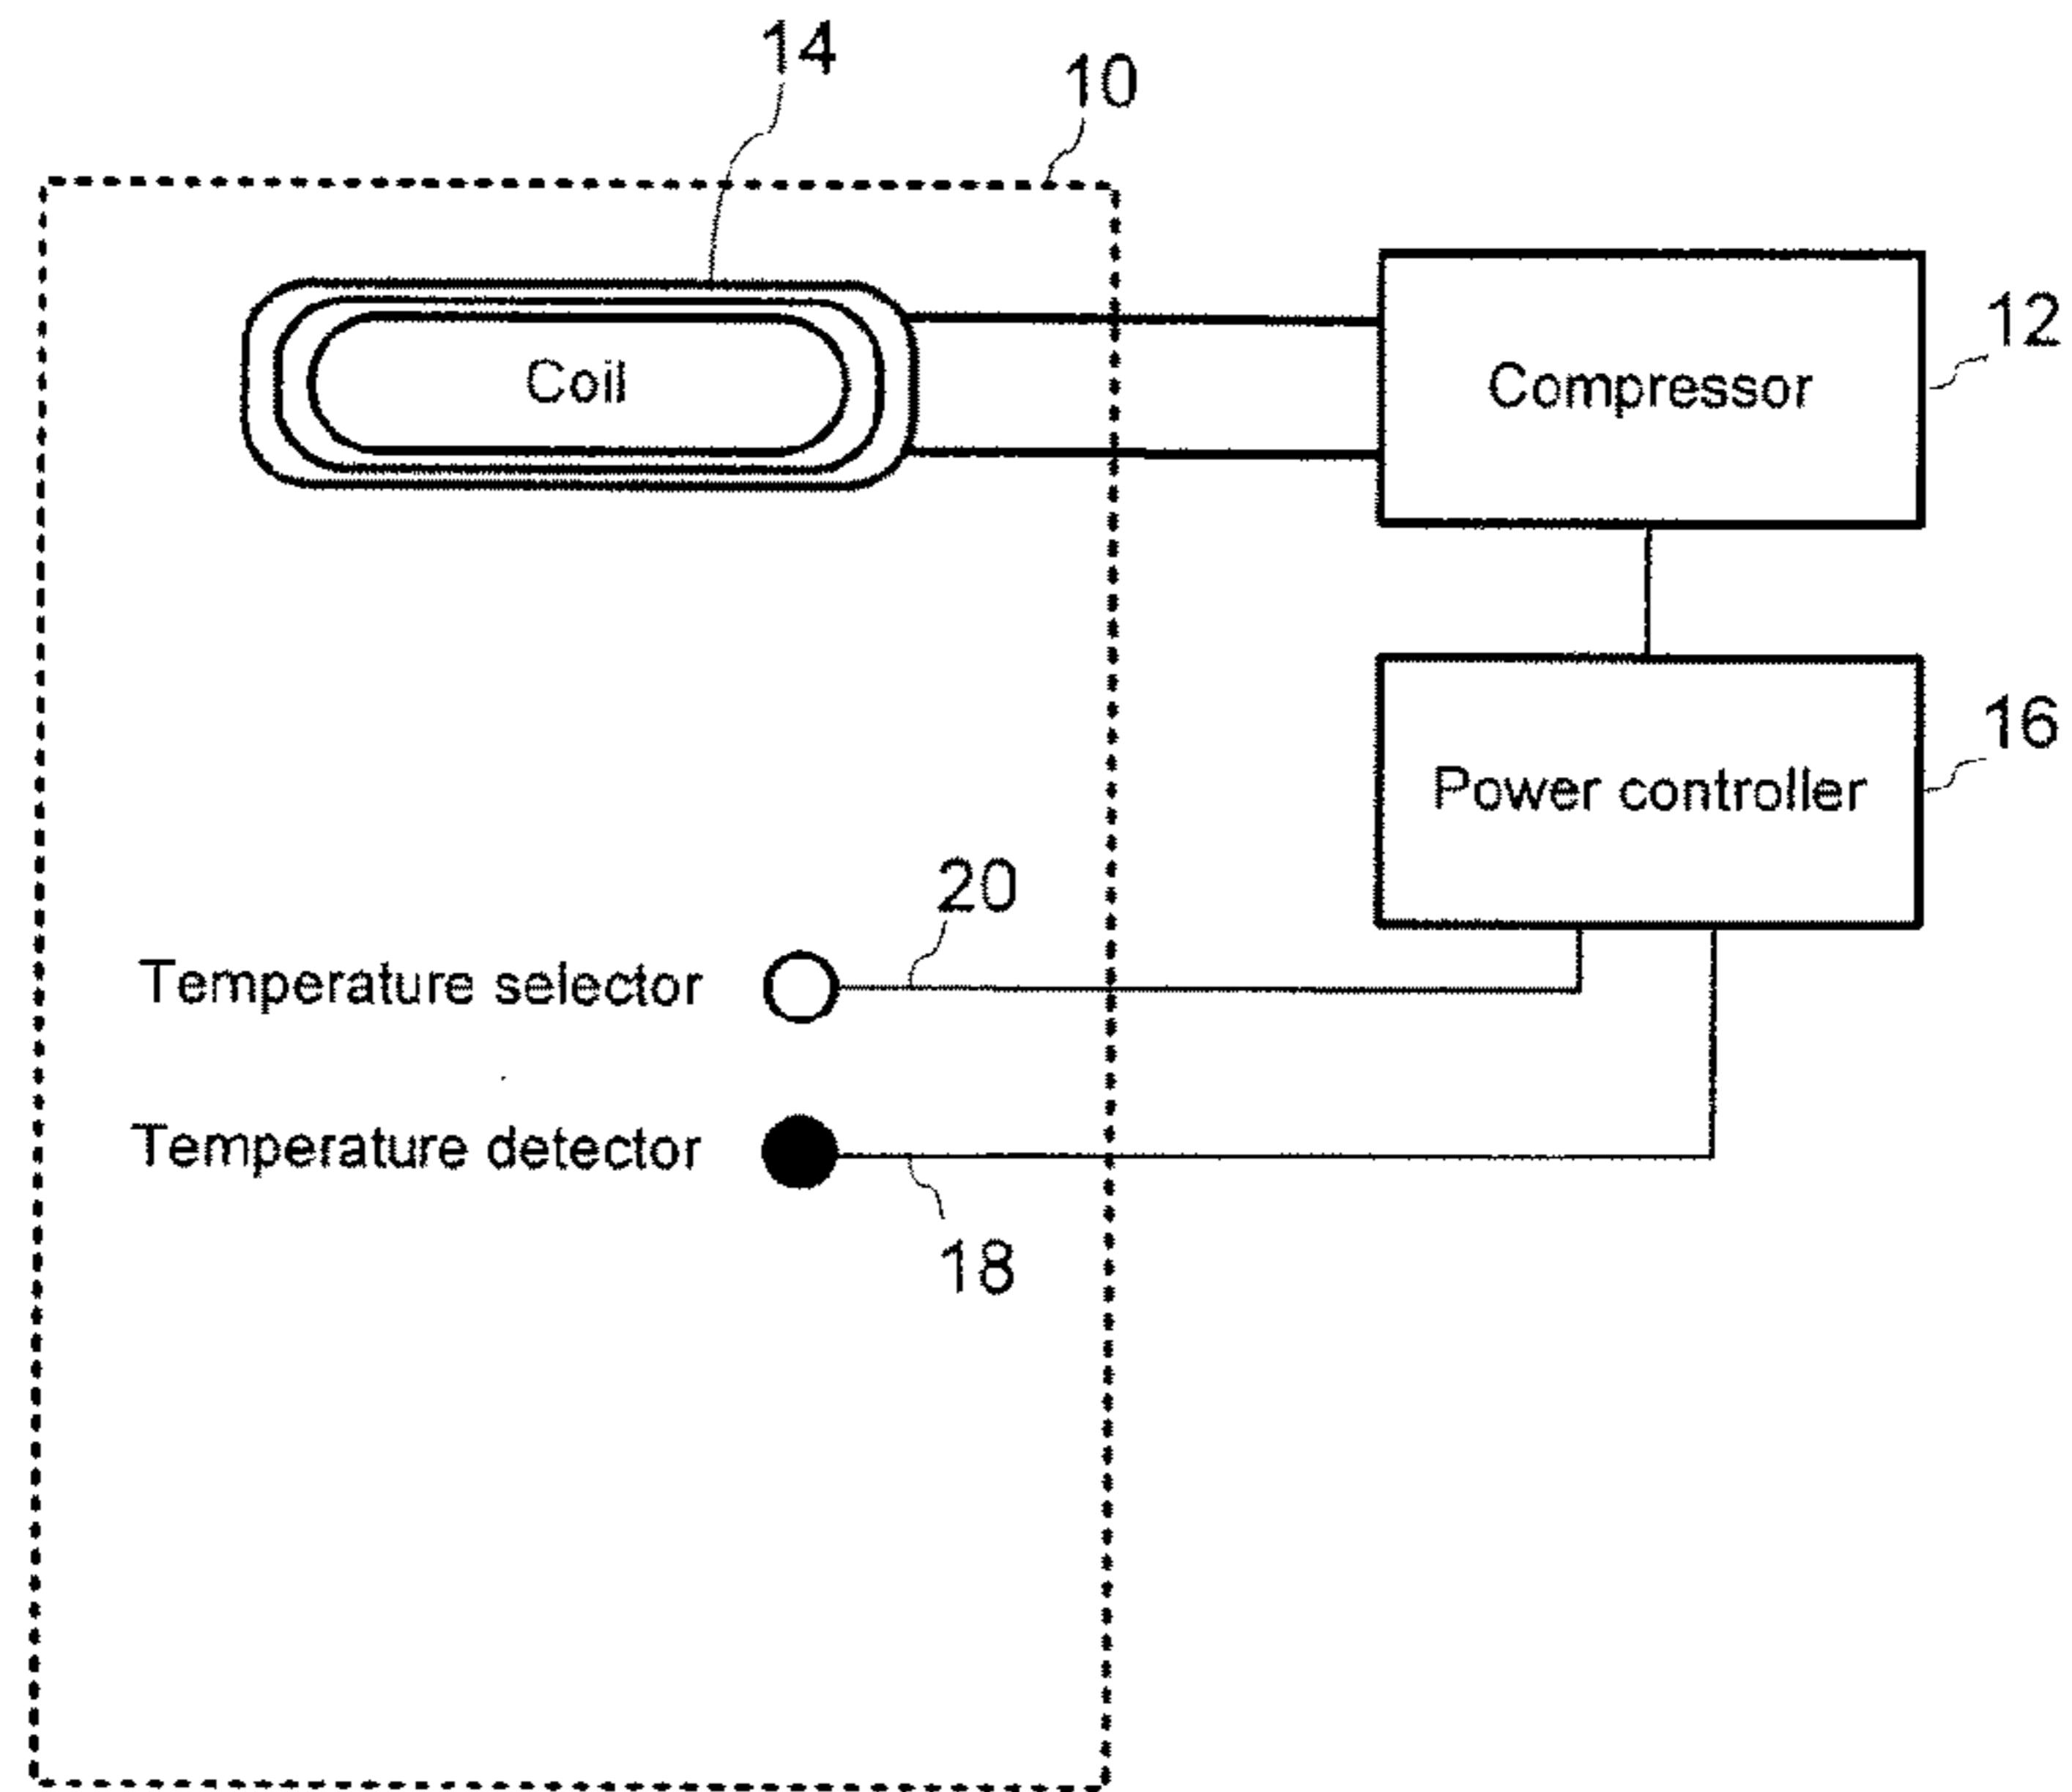 14
10
12
Coil
Compressor
16
Power controller
20
Temperature selector
Temperature detector
18